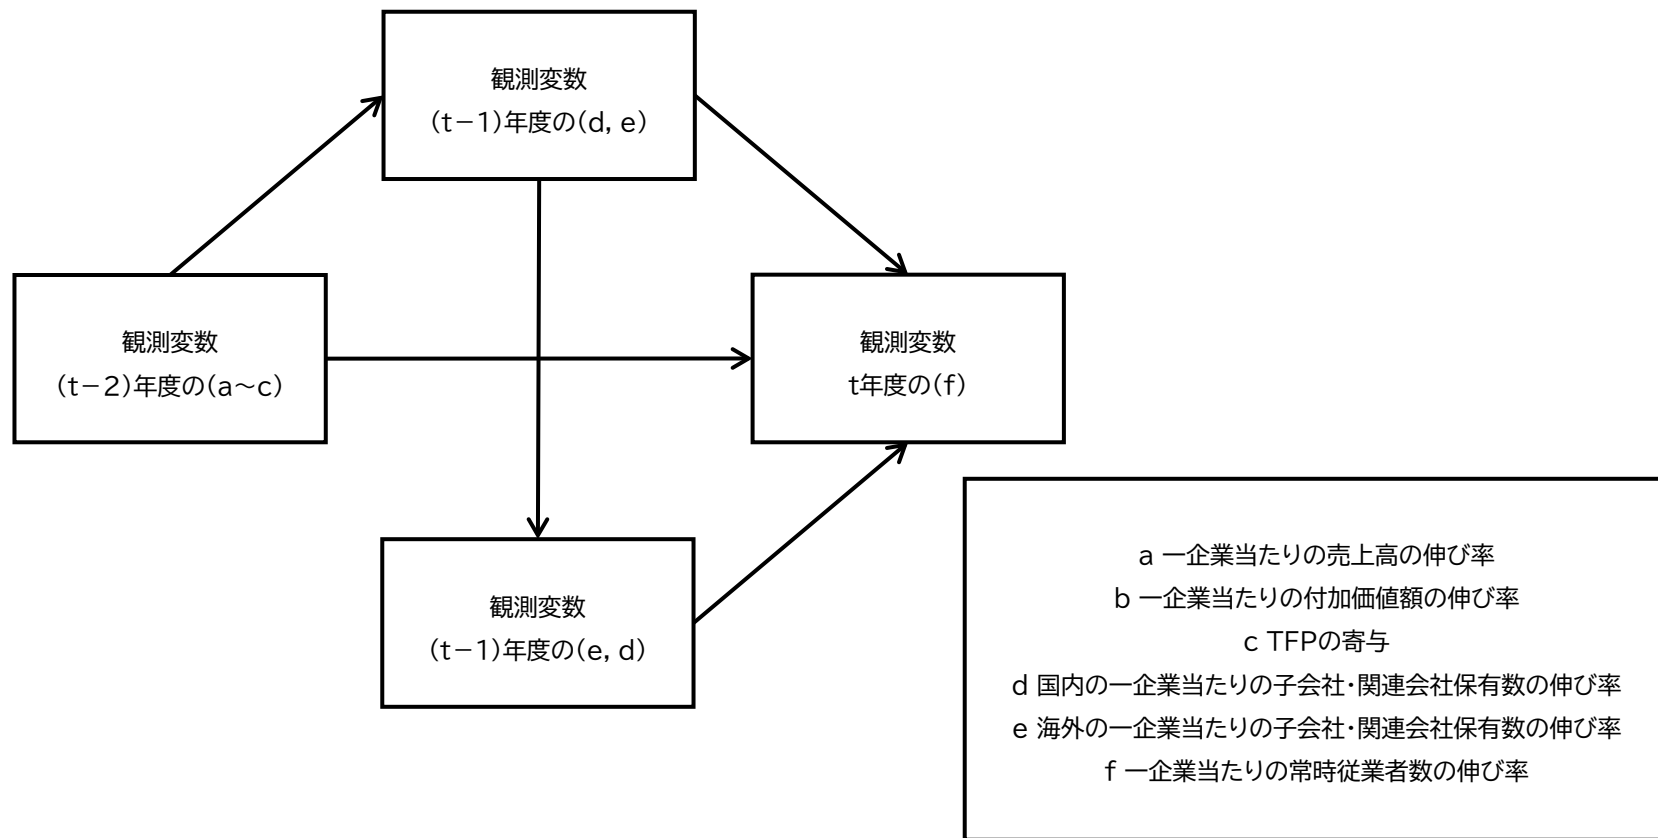 観測変数
(t－1)年度の(d, e)
観測変数
(t－2)年度の(a～c)
観測変数
t年度の(f)
観測変数
(t－1)年度の(e, d)
a 一企業当たりの売上高の伸び率
b 一企業当たりの付加価値額の伸び率
c TFPの寄与
d 国内の一企業当たりの子会社・関連会社保有数の伸び率
e 海外の一企業当たりの子会社・関連会社保有数の伸び率
f 一企業当たりの常時従業者数の伸び率